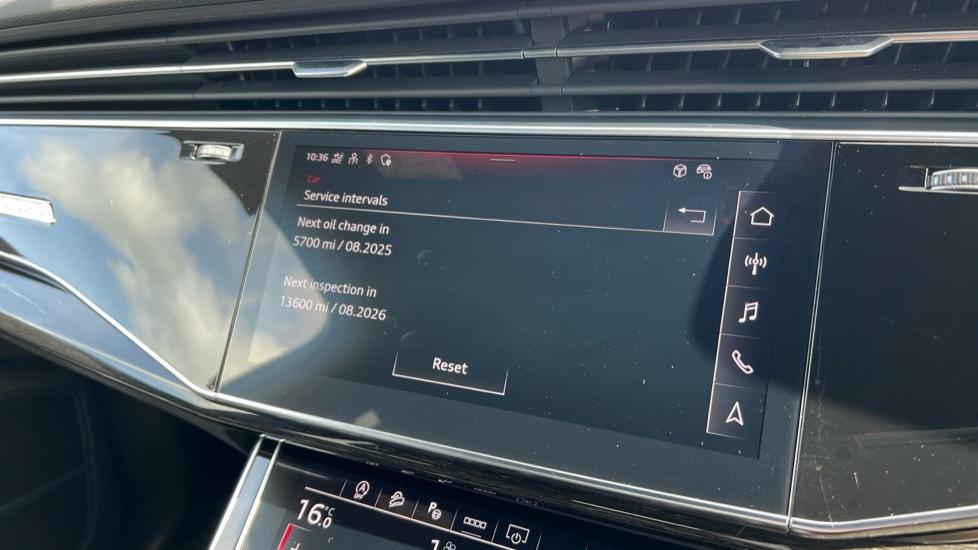 10:36
Car
Service intervals
Next oil change in
5700 mi / 08.2025
Next inspection in
13600 mi / 08.2026
Reset
OFF
16.0 °C